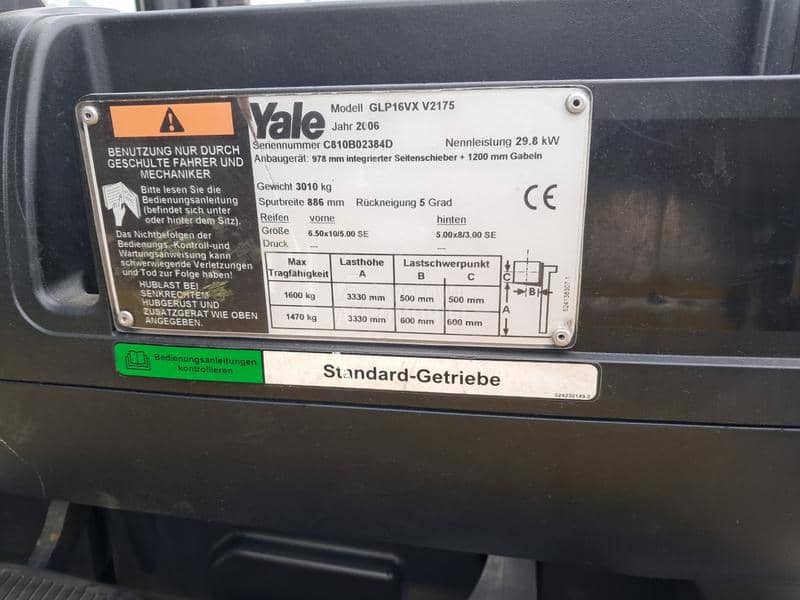 Yale
Modell GLP16VX V2175
Jahr 2006
Seriennummer C810B02384D Nennleistung 29.8 kW
Anbaugerät: 978 mm integrierter Seitenschieber + 1200 mm Gabeln
Gewicht 3010 kg
Spurbreite 886 mm Rückneigung 5 Grad
Reifen vorne hinten
Größe 6.50x10/5.00 SE 5.00x8/3.00 SE
Druck --- ---
CE
Max Lasthöhe Lastschwerpunkt
Tragfähigkeit A B C
1600 kg 3330 mm 500 mm 500 mm
1470 kg 3330 mm 600 mm 600 mm
C B A
524138307.1
BENUTZUNG NUR DURCH
GESCHULTE FAHRER UND
MECHANIKER
Bitte lesen Sie die
Bedienungsanleitung
(befindet sich unter
oder hinter dem Sitz).
Das Nichtbefolgen der
Bedienungs, Kontroll-und
Wartungsanweisung kann
schwerwiegende Verletzungen
und Tod zur Folge haben!
HUBLAST BEI
SENKRECHTEM
HUBGERUST UND
ZUSATZGERAT WIE OBEN
ANGEGEBEN.
Bedienungsanleitungen
kontrollieren
Standard-Getriebe